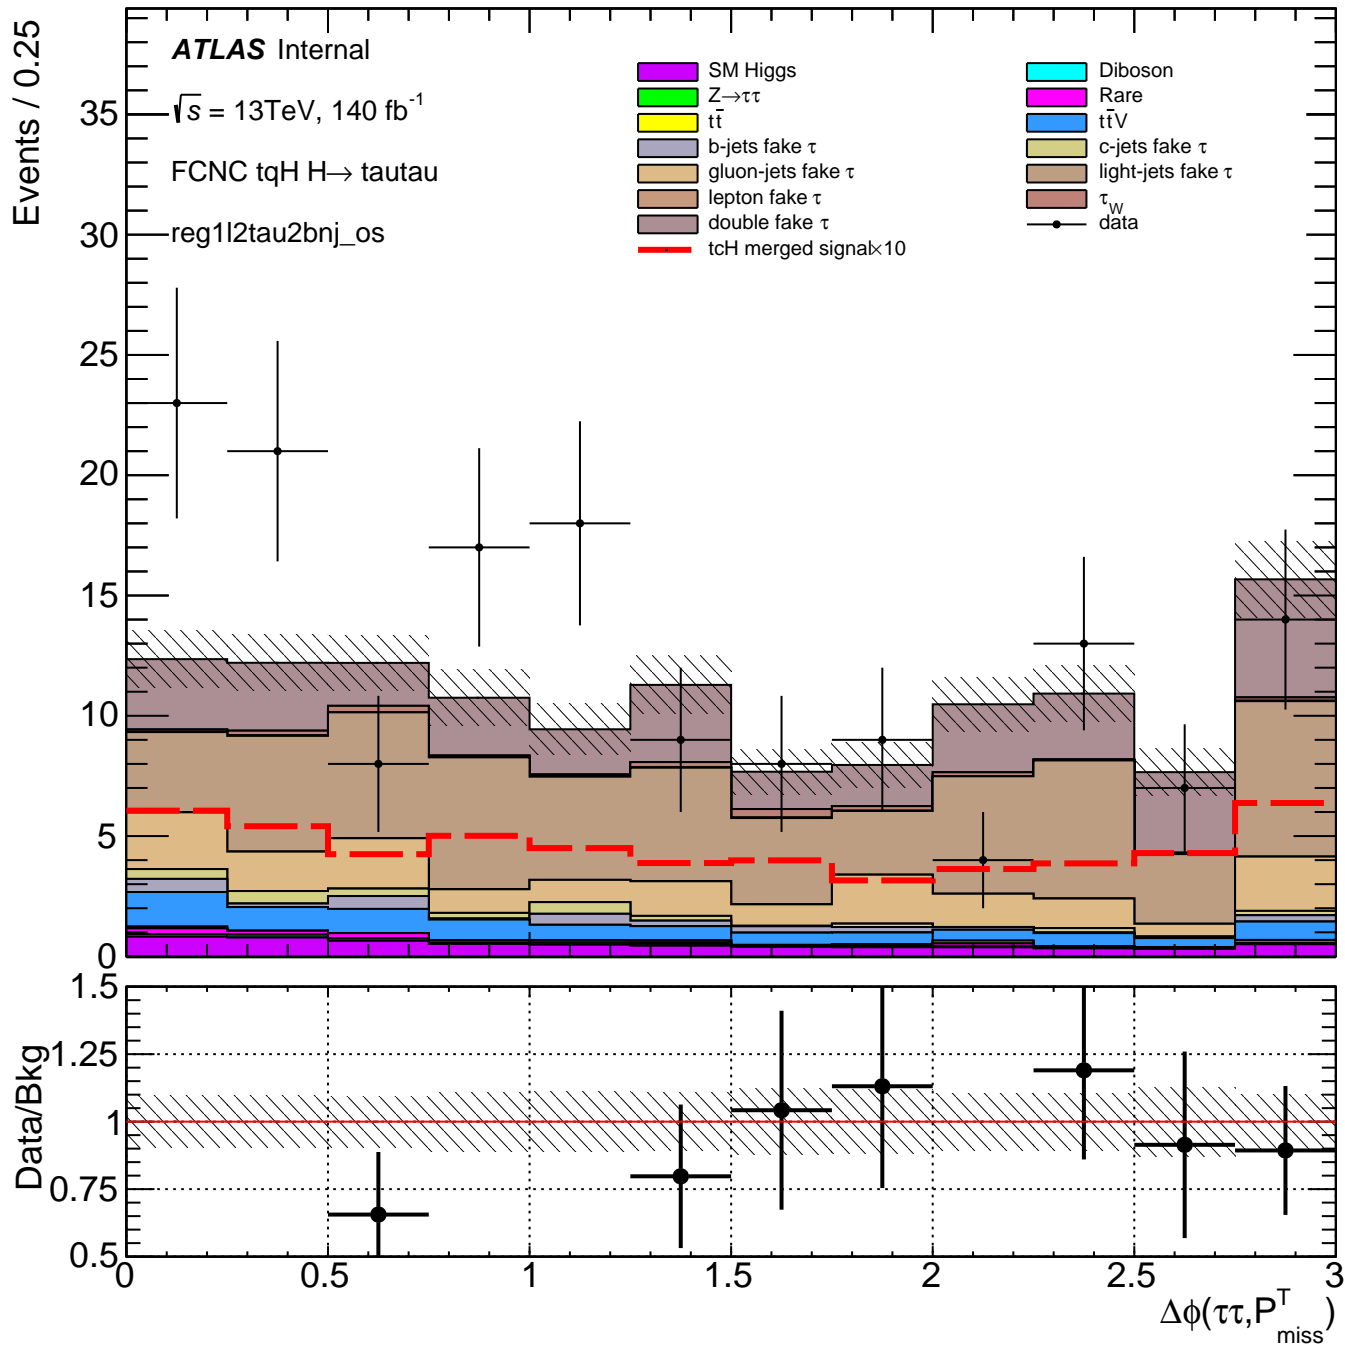 Events / 0.25
ATLAS Internal
√s = 13TeV, 140 fb⁻¹
FCNC tqH H→ tautau
reg1l2tau2bnj_os
SM Higgs
Z→ττ
tt̄
b-jets fake τ
gluon-jets fake τ
lepton fake τ
double fake τ
tcH merged signal×10
Diboson
Rare
tt̄V
c-jets fake τ
light-jets fake τ
τ_W
data
35
30
25
20
15
10
5
0
Data/Bkg
1.5
1.25
1
0.75
0.5
0 0.5 1 1.5 2 2.5 3
Δϕ(ττ,P^T_miss)